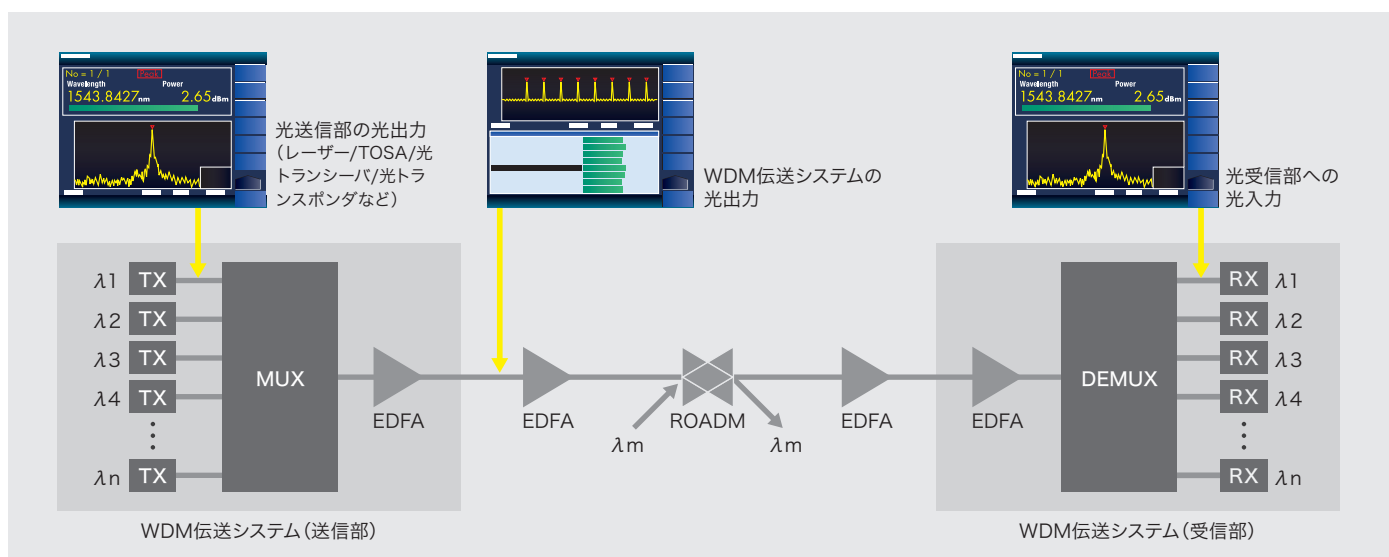 No = 1 / 1 Peak
Wavelength Power
1543.8427nm 2.65dBm
光送信部の光出力
（レーザー/TOSA/光
トランシーバ/光トラ
ンスポンダなど）
WDM伝送システムの
光出力
No = 1 / 1 Peak
Wavelength Power
1543.8427nm 2.65dBm
光受信部への
光入力
λ1 TX
λ2 TX
λ3 TX
λ4 TX
λn TX
MUX
EDFA
EDFA
ROADM
λm
λm
EDFA
EDFA
DEMUX
RX λ1
RX λ2
RX λ3
RX λ4
RX λn
WDM伝送システム（送信部）
WDM伝送システム（受信部）